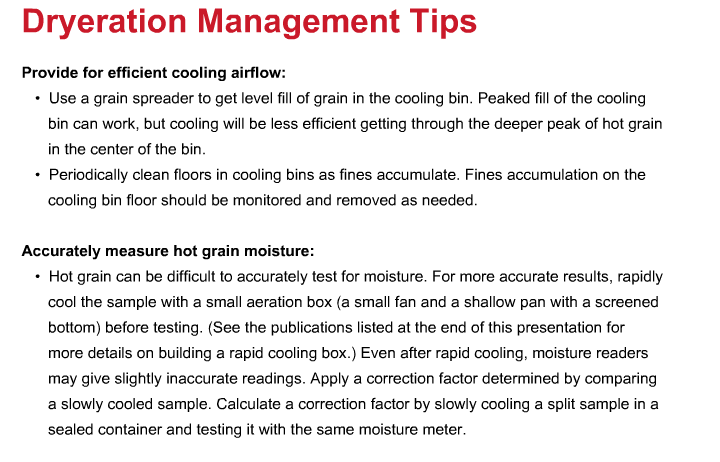 Dryeration Management Tips
Provide for efficient cooling airflow:
• Use a grain spreader to get level fill of grain in the cooling bin. Peaked fill of the cooling
bin can work, but cooling will be less efficient getting through the deeper peak of hot grain
in the center of the bin.
• Periodically clean floors in cooling bins as fines accumulate. Fines accumulation on the
cooling bin floor should be monitored and removed as needed.
Accurately measure hot grain moisture:
• Hot grain can be difficult to accurately test for moisture. For more accurate results, rapidly
cool the sample with a small aeration box (a small fan and a shallow pan with a screened
bottom) before testing. (See the publications listed at the end of this presentation for
more details on building a rapid cooling box.) Even after rapid cooling, moisture readers
may give slightly inaccurate readings. Apply a correction factor determined by comparing
a slowly cooled sample. Calculate a correction factor by slowly cooling a split sample in a
sealed container and testing it with the same moisture meter.